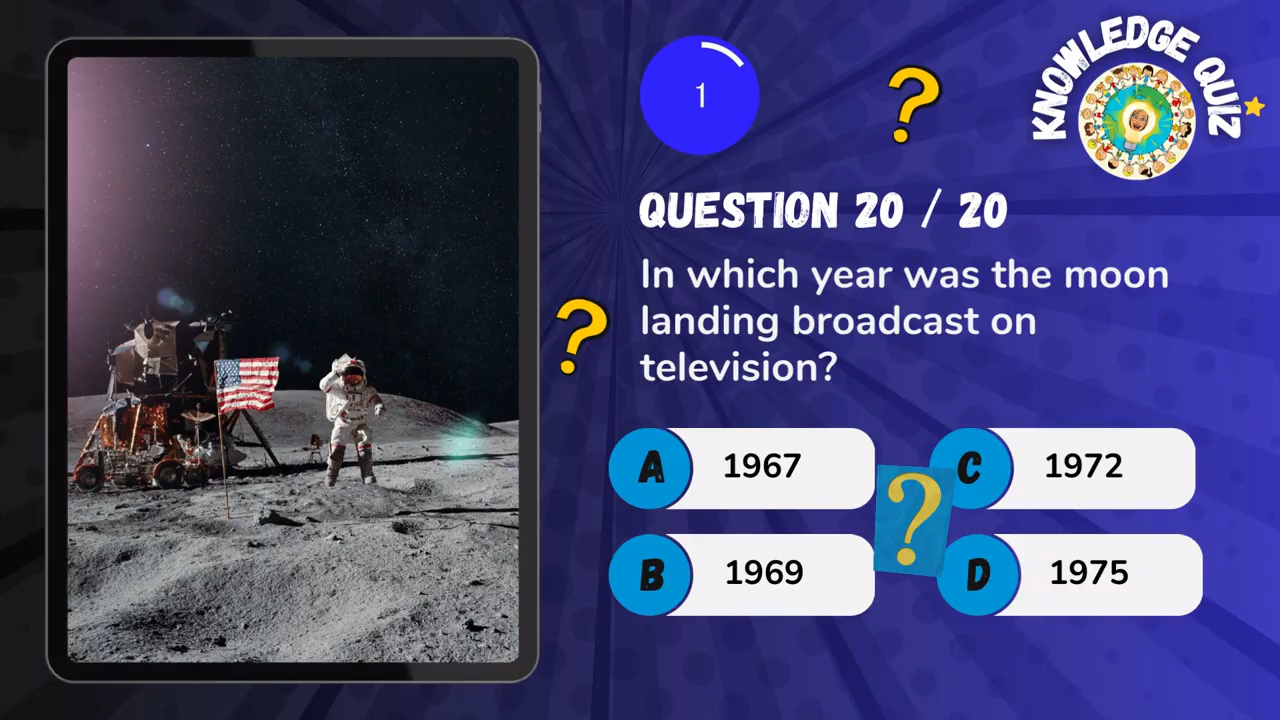 KNOWLEDGE QUIZ
1
?
QUESTION 20 / 20
In which year was the moon
landing broadcast on
television?
?
A 1967
C 1972
?
B 1969
D 1975